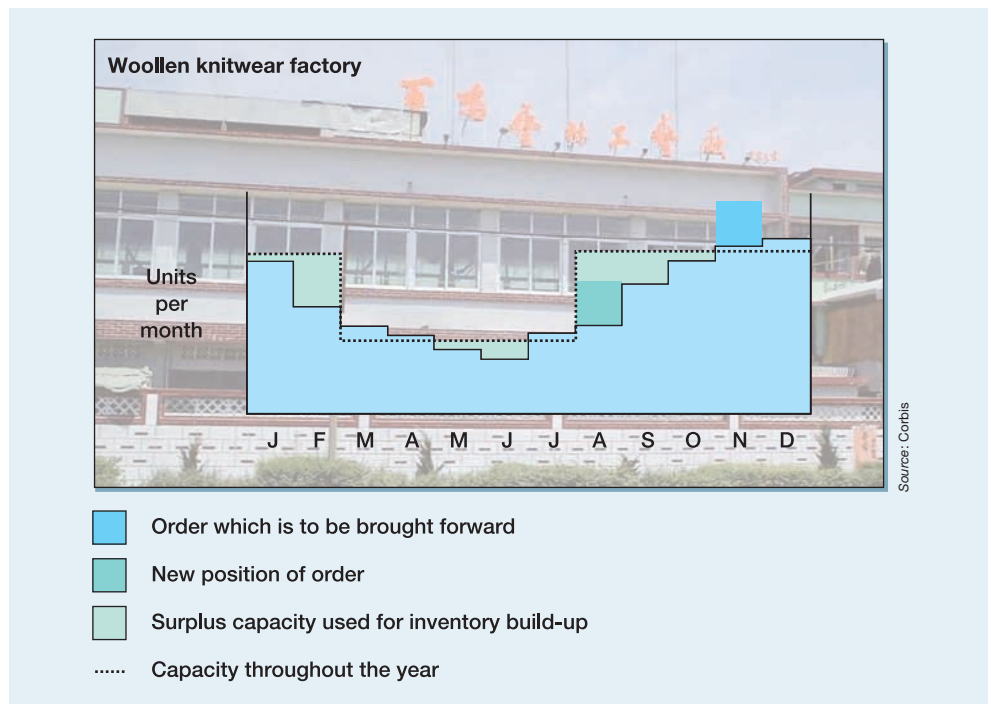 Woollen knitwear factory
Units
per
month
J F M A M J J A S O N D
Source: Corbis
Order which is to be brought forward
New position of order
Surplus capacity used for inventory build-up
Capacity throughout the year